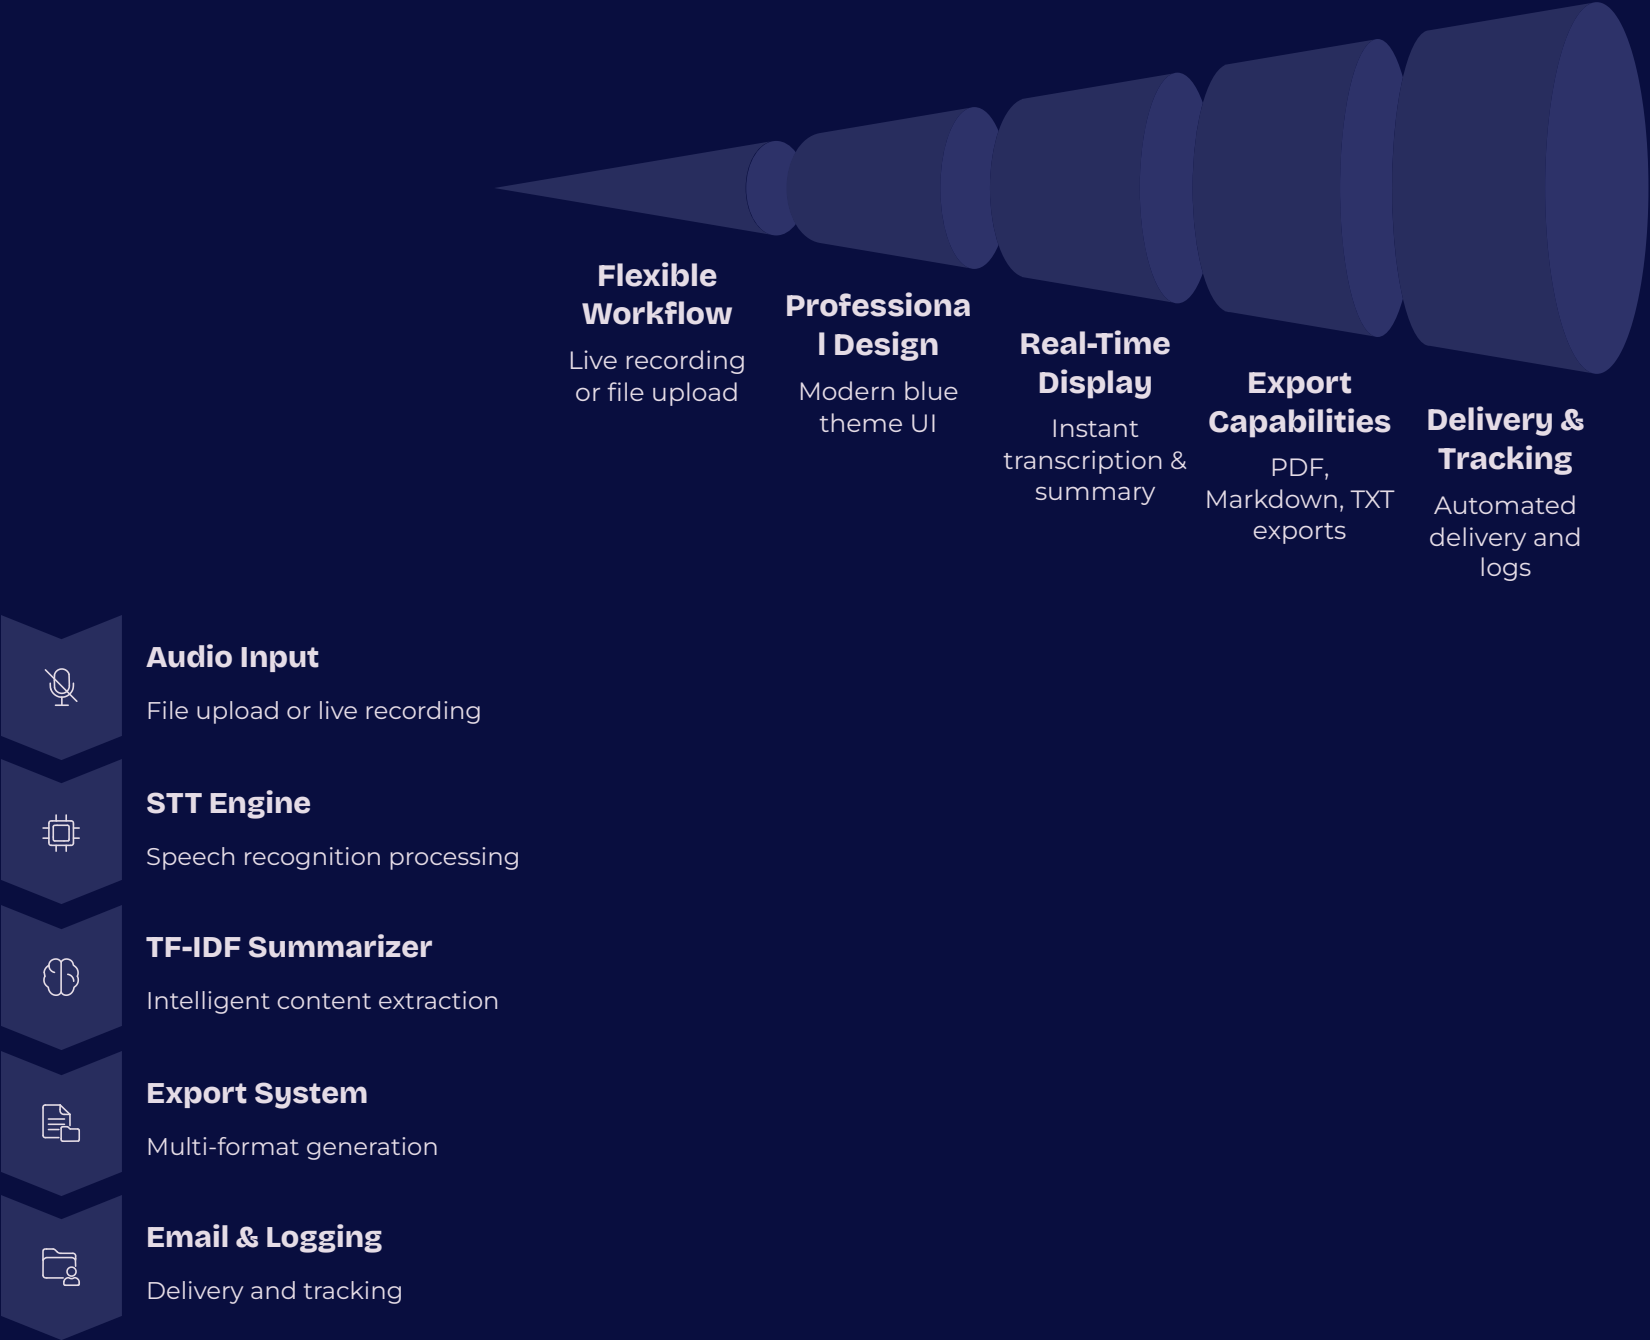 Flexible
Workflow
Live recording
or file upload
Professiona
l Design
Modern blue
theme UI
Real-Time
Display
Instant
transcription &
summary
Export
Capabilities
PDF,
Markdown, TXT
exports
Delivery &
Tracking
Automated
delivery and
logs
Audio Input
File upload or live recording
STT Engine
Speech recognition processing
TF-IDF Summarizer
Intelligent content extraction
Export System
Multi-format generation
Email & Logging
Delivery and tracking